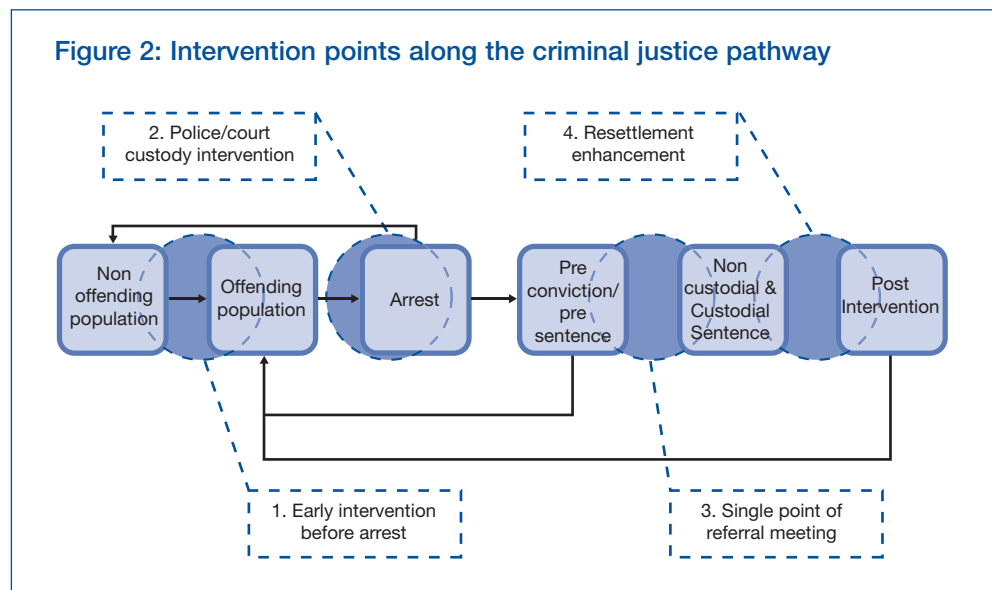 Figure 2: Intervention points along the criminal justice pathway
2. Police/court
custody intervention
4. Resettlement
enhancement
Non
offending
population
Offending
population
Arrest
Pre
conviction/
pre
sentence
Non
custodial &
Custodial
Sentence
Post
Intervention
1. Early intervention
before arrest
3. Single point of
referral meeting